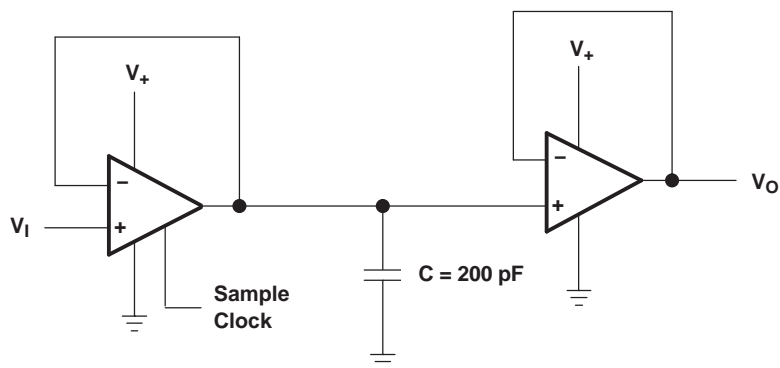 V+
V+
−
+
VI
Sample
Clock
C = 200 pF
−
+
VO